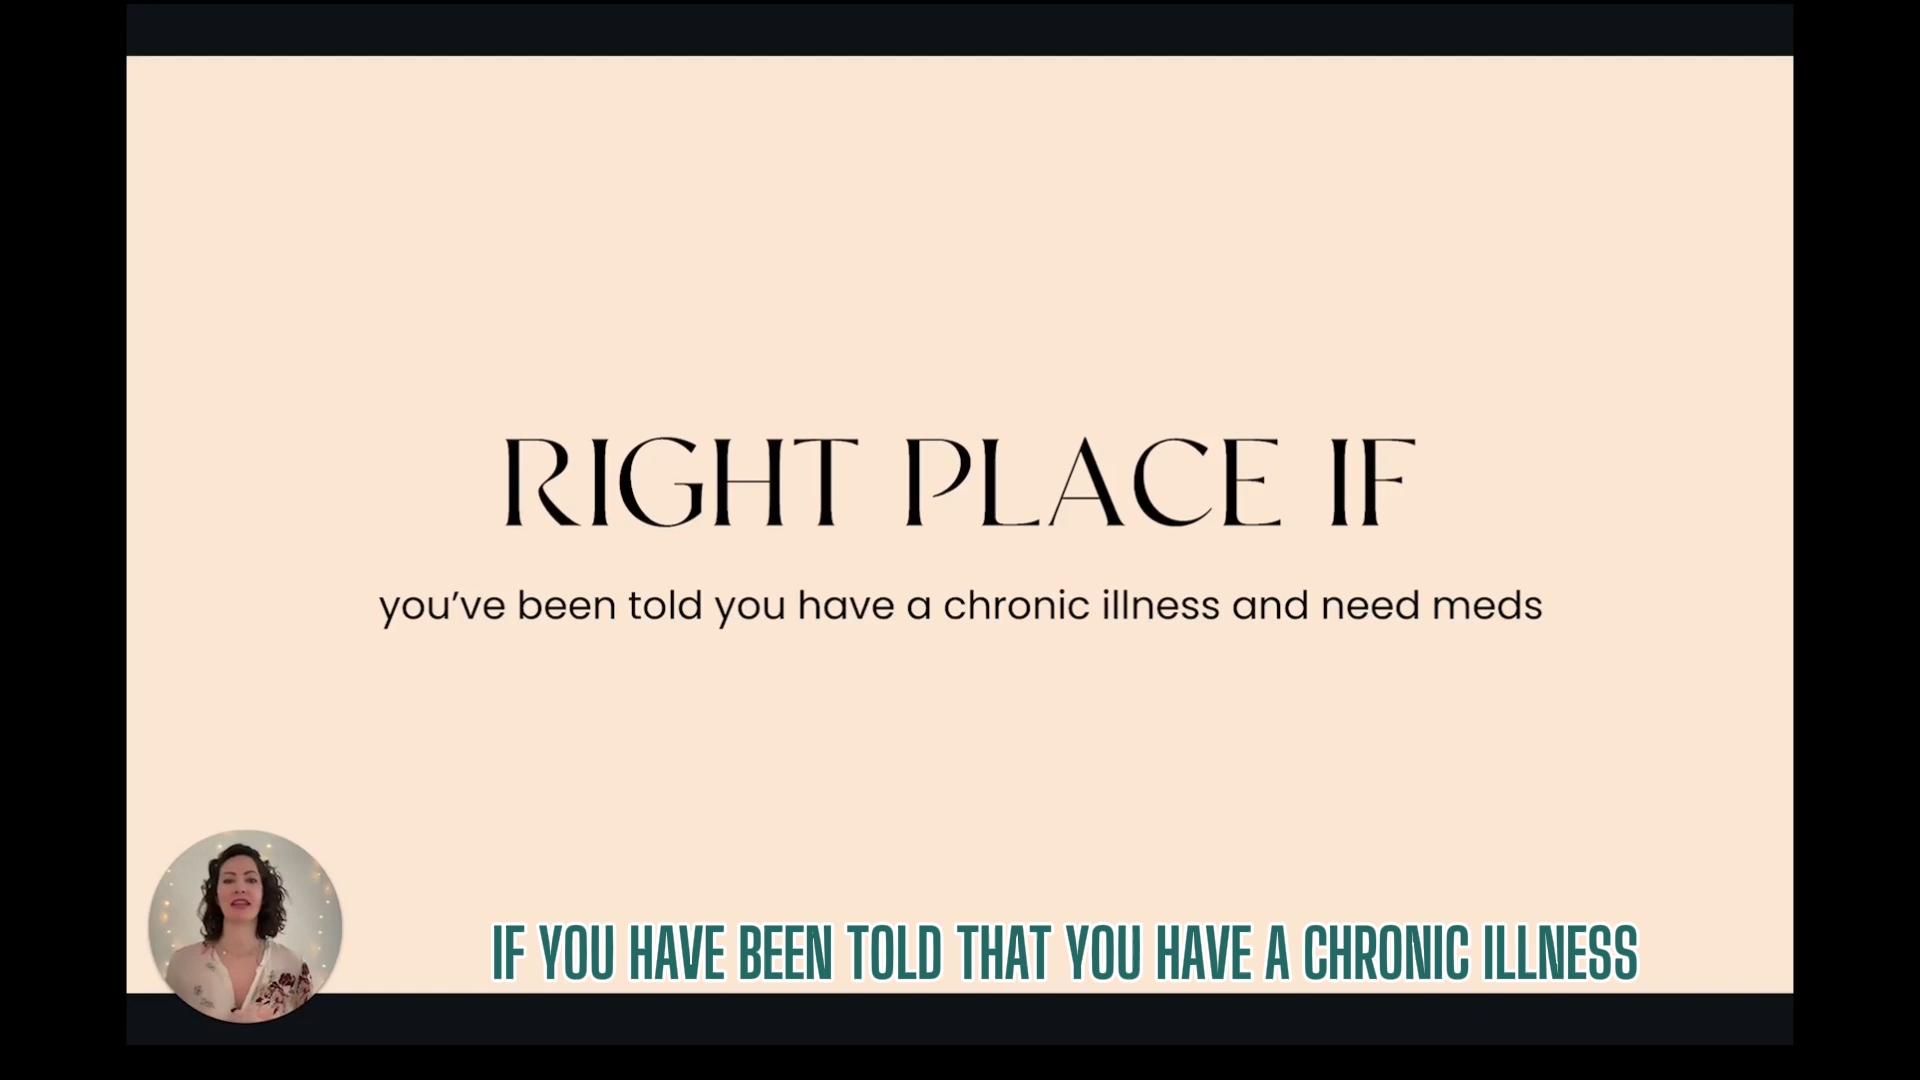 RIGHT PLACE IF
you’ve been told you have a chronic illness and need meds
IF YOU HAVE BEEN TOLD THAT YOU HAVE A CHRONIC ILLNESS